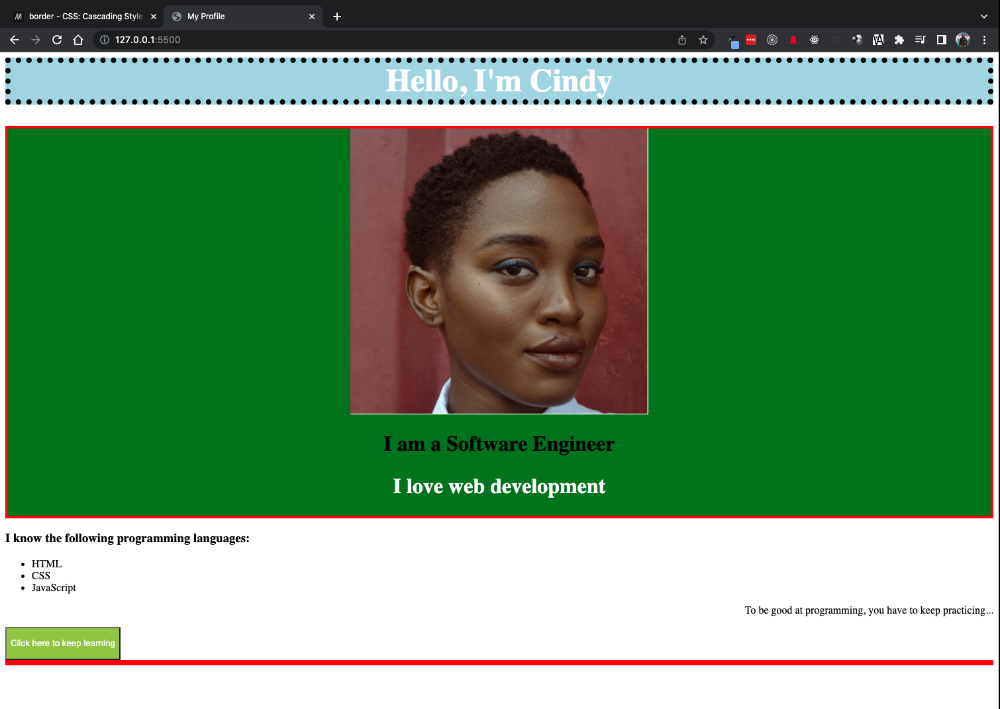 border - CSS: Cascading Style
My Profile
127.0.0.1:5500
Hello, I'm Cindy
I am a Software Engineer
I love web development
I know the following programming languages:
HTML
CSS
JavaScript
To be good at programming, you have to keep practicing...
Click here to keep learning